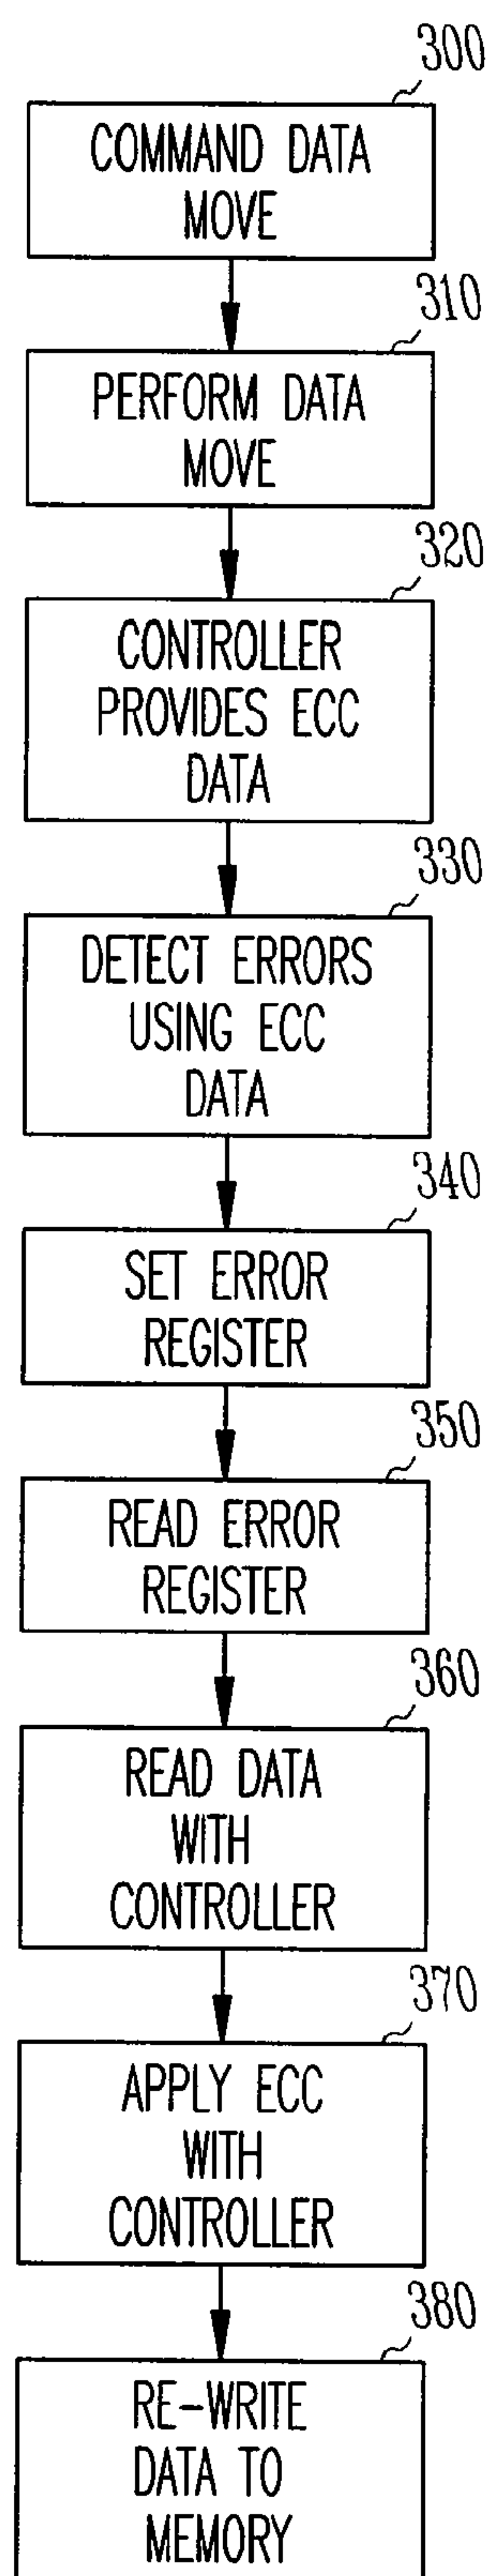 300
COMMAND DATA
MOVE
310
PERFORM DATA
MOVE
320
CONTROLLER
PROVIDES ECC
DATA
330
DETECT ERRORS
USING ECC
DATA
340
SET ERROR
REGISTER
350
READ ERROR
REGISTER
360
READ DATA
WITH
CONTROLLER
370
APPLY ECC
WITH
CONTROLLER
380
RE-WRITE
DATA TO
MEMORY